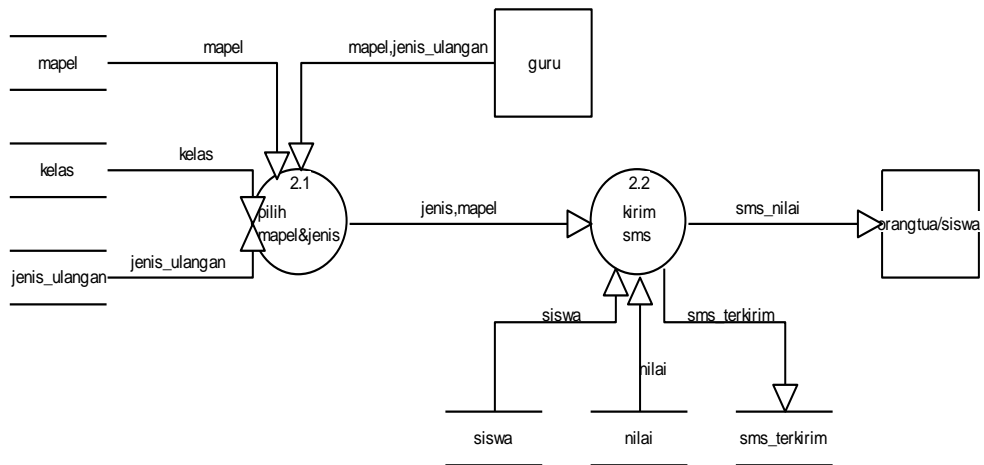 mapel
mapel
mapel,jenis_ulangan
guru
kelas
kelas
2.1
pilih
mapel&jenis
jenis_ulangan
jenis_ulangan
jenis,mapel
2.2
kirim
sms
sms_nilai
orangtua/siswa
siswa
sms_terkirim
nilai
siswa
nilai
sms_terkirim